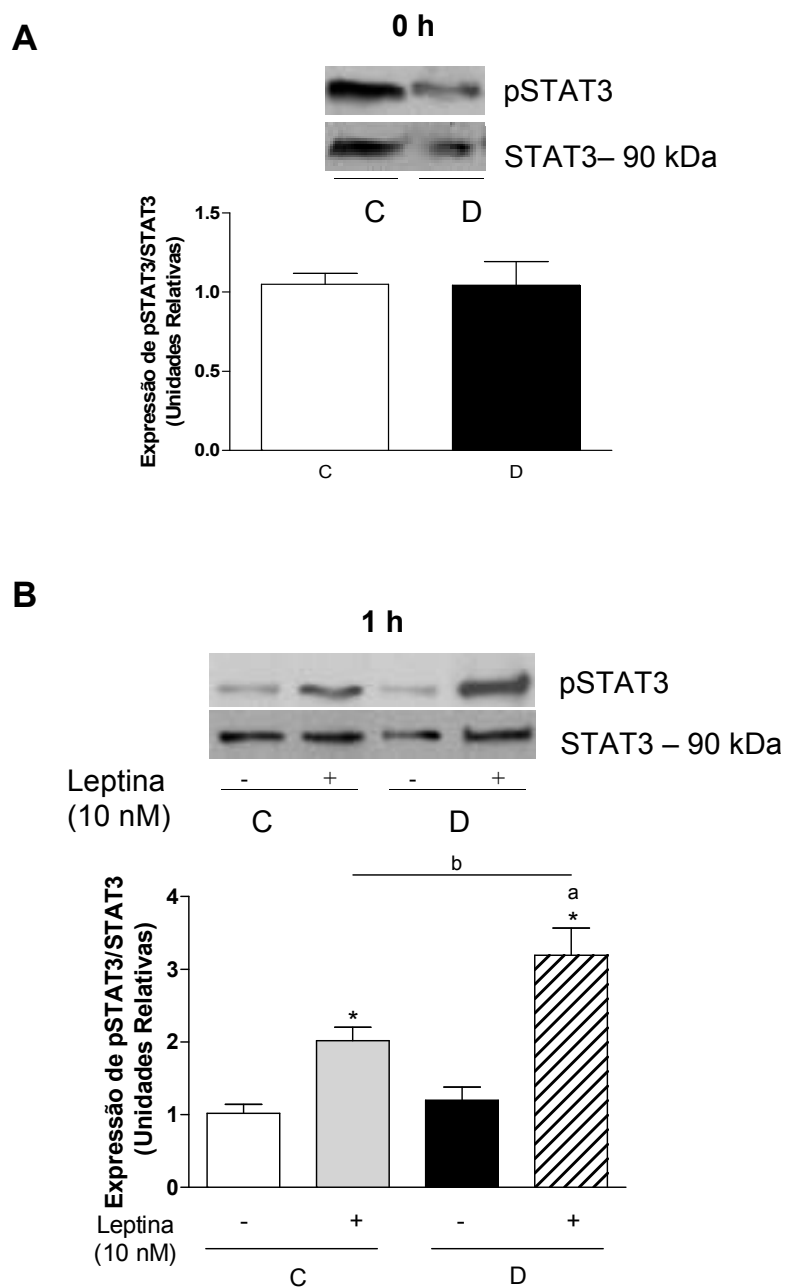 A
0 h
pSTAT3
STAT3– 90 kDa
C D
Expressão de pSTAT3/STAT3
(Unidades Relativas)
1.5
1.0
0.5
0.0
C D
B
1 h
pSTAT3
STAT3 – 90 kDa
Leptina
(10 nM)
- + - +
C D
Expressão de pSTAT3/STAT3
(Unidades Relativas)
4
3
2
1
0
b
a
*
*
Leptina
(10 nM)
- + - +
C D